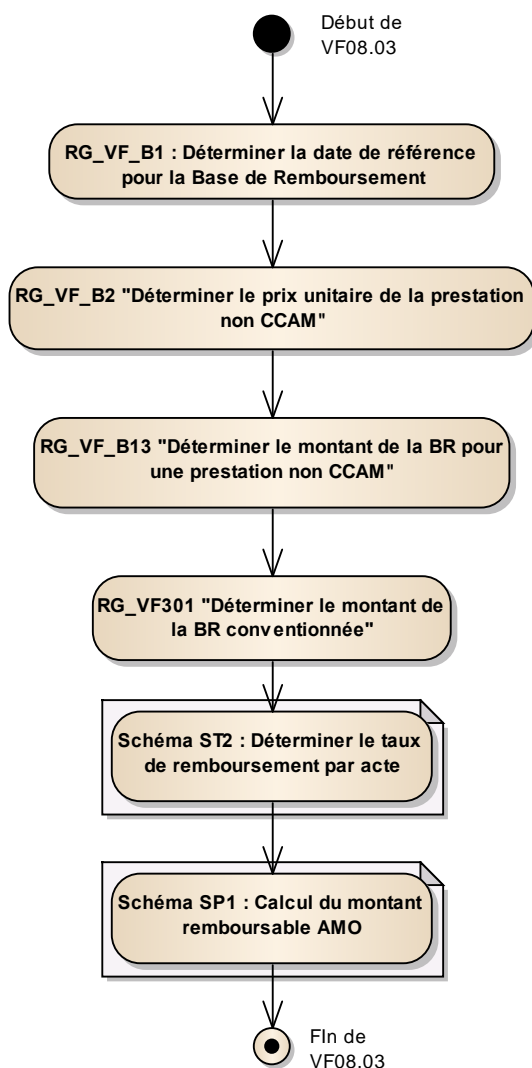 Début de
VF08.03
RG_VF_B1 : Déterminer la date de référence
pour la Base de Remboursement
RG_VF_B2 "Déterminer le prix unitaire de la prestation
non CCAM"
RG_VF_B13 "Déterminer le montant de la BR pour
une prestation non CCAM"
RG_VF301 "Déterminer le montant de
la BR conventionnée"
Schéma ST2 : Déterminer le taux
de remboursement par acte
Schéma SP1 : Calcul du montant
remboursable AMO
FIn de
VF08.03